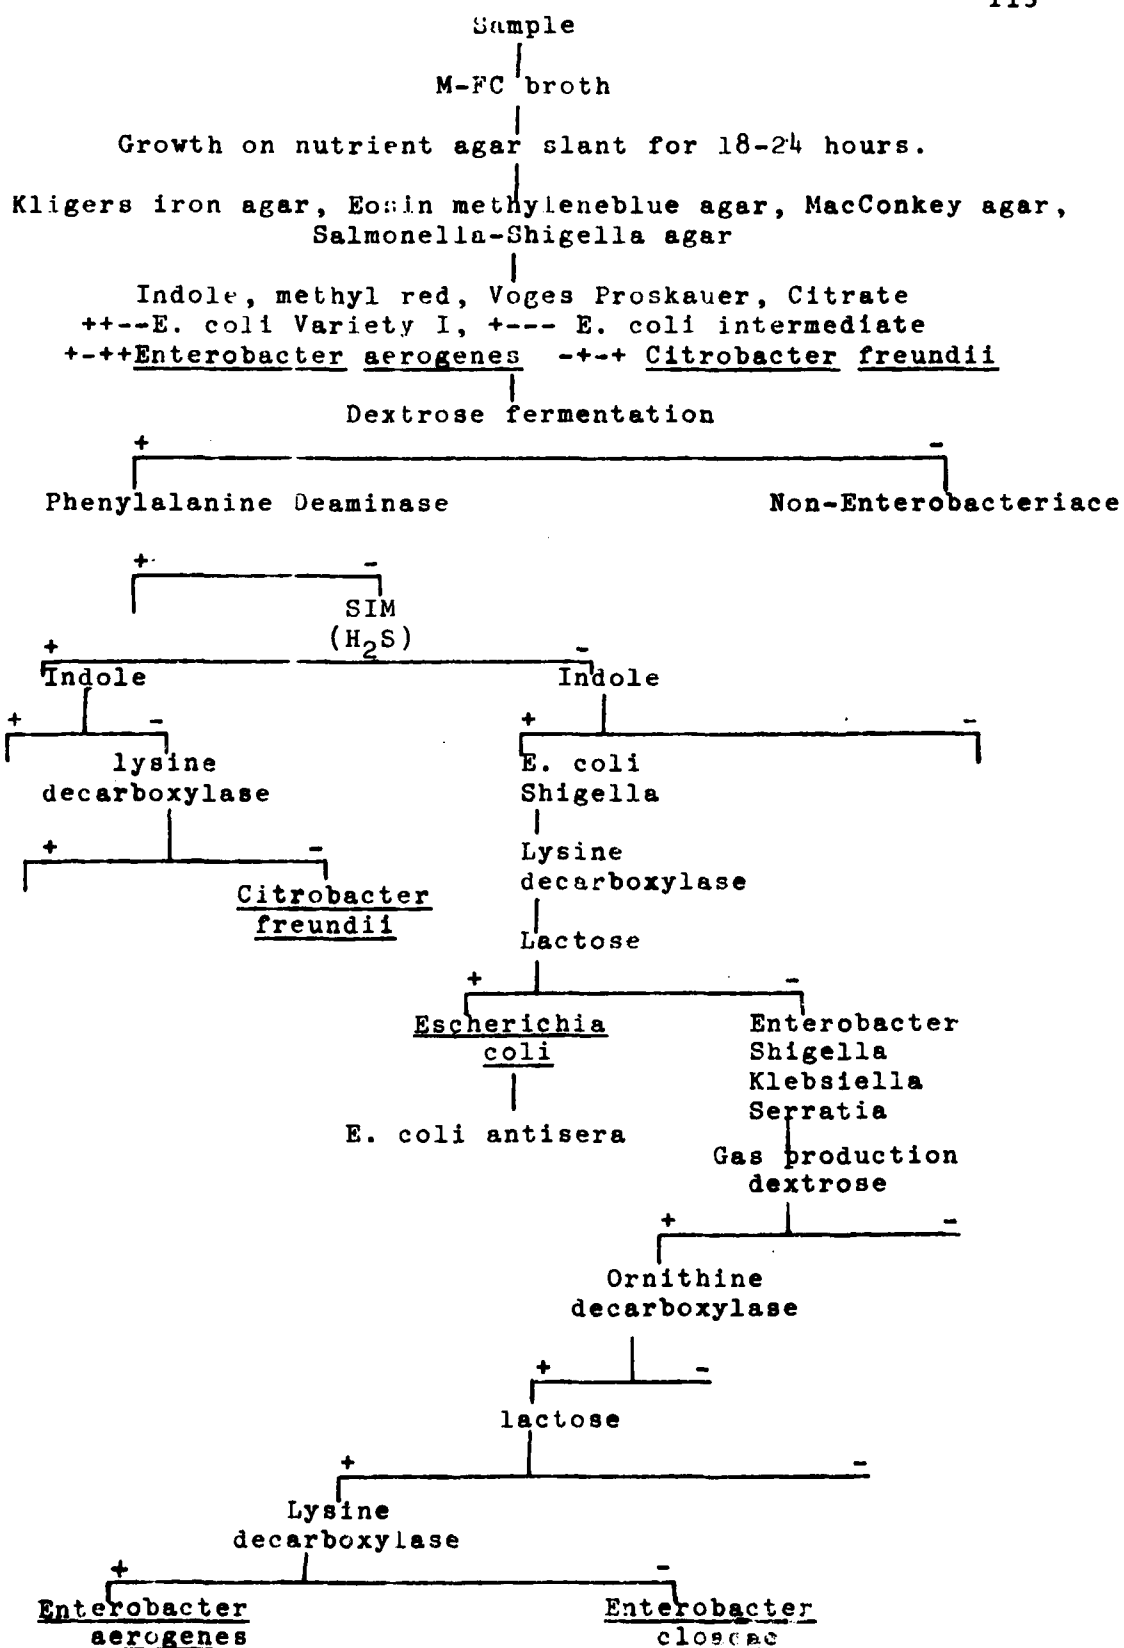 Sample
M-FC broth
Growth on nutrient agar slant for 18-24 hours.
Kligers iron agar, Eosin methyleneblue agar, MacConkey agar,
Salmonella-Shigella agar
Indole, methyl red, Voges Proskauer, Citrate
++--E. coli Variety I, +--- E. coli intermediate
+-++Enterobacter aerogenes -+-+ Citrobacter freundii
Dextrose fermentation
+ -
Phenylalanine Deaminase Non-Enterobacteriace
+ -
SIM
(H2S)
+ -
Indole Indole
+ - + -
lysine E. coli
decarboxylase Shigella
Lysine
+ - decarboxylase
Citrobacter
freundii
Lactose
+ -
Escherichia Enterobacter
coli Shigella
Klebsiella
Serratia
E. coli antisera
Gas production
dextrose
+ -
Ornithine
decarboxylase
+ -
lactose
+ -
Lysine
decarboxylase
+ -
Enterobacter Enterobacter
aerogenes